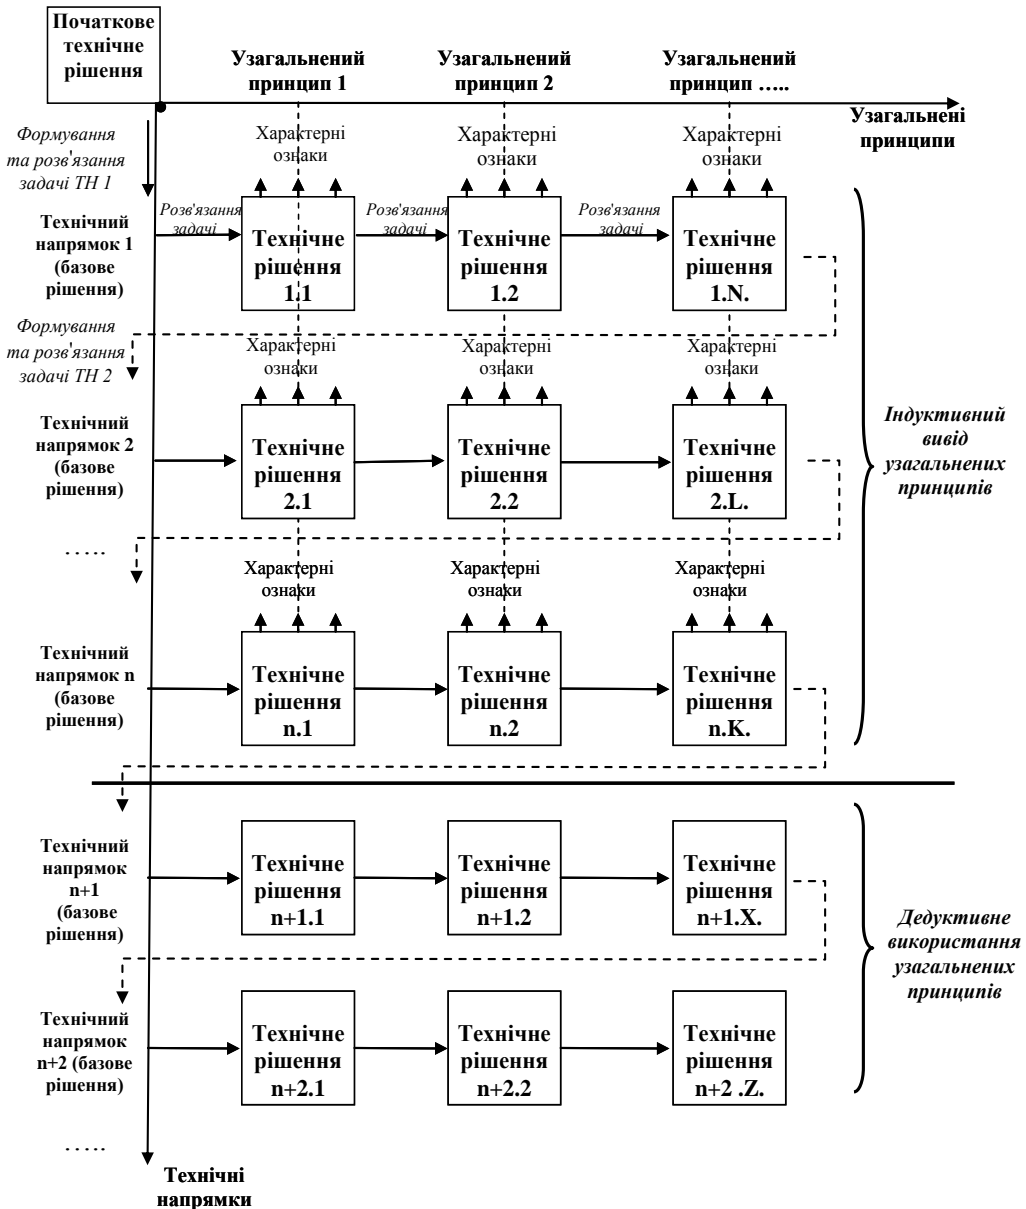 Початкове
технічне
рішення
Узагальнений
принцип 1
Узагальнений
принцип 2
Узагальнений
принцип …..
Узагальнені
принципи
Формування
та розв'язання
задачі ТН 1
Характерні
ознаки
Характерні
ознаки
Характерні
ознаки
Технічний
напрямок 1
(базове
рішення)
Розв'язання
задачі
Технічне
рішення
1.1
Розв'язання
задачі
Технічне
рішення
1.2
Розв'язання
задачі
Технічне
рішення
1.N.
Формування
та розв'язання
задачі ТН 2
Характерні
ознаки
Характерні
ознаки
Характерні
ознаки
Технічний
напрямок 2
(базове
рішення)
Технічне
рішення
2.1
Технічне
рішення
2.2
Технічне
рішення
2.L.
Індуктивний
вивід
узагальнених
принципів
…..
Характерні
ознаки
Характерні
ознаки
Характерні
ознаки
Технічний
напрямок n
(базове
рішення)
Технічне
рішення
n.1
Технічне
рішення
n.2
Технічне
рішення
n.K.
Технічний
напрямок
n+1
(базове
рішення)
Технічне
рішення
n+1.1
Технічне
рішення
n+1.2
Технічне
рішення
n+1.X.
Дедуктивне
використання
узагальнених
принципів
Технічний
напрямок
n+2 (базове
рішення)
Технічне
рішення
n+2.1
Технічне
рішення
n+2.2
Технічне
рішення
n+2 .Z.
…..
Технічні
напрямки